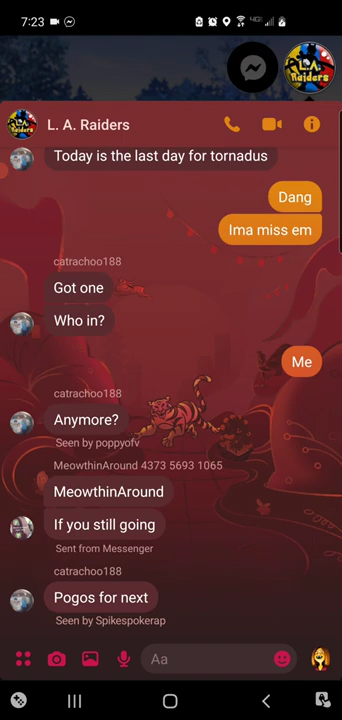 7:23
L.A.
Raiders
L. A. Raiders
Today is the last day for tornadus
Dang
Ima miss em
catrachoo188
Got one
Who in?
Me
catrachoo188
Anymore?
Seen by poppyofv
MeowthinAround 4373 5693 1065
MeowthinAround
If you still going
Sent from Messenger
catrachoo188
Pogos for next
Seen by Spikespokerap
Aa